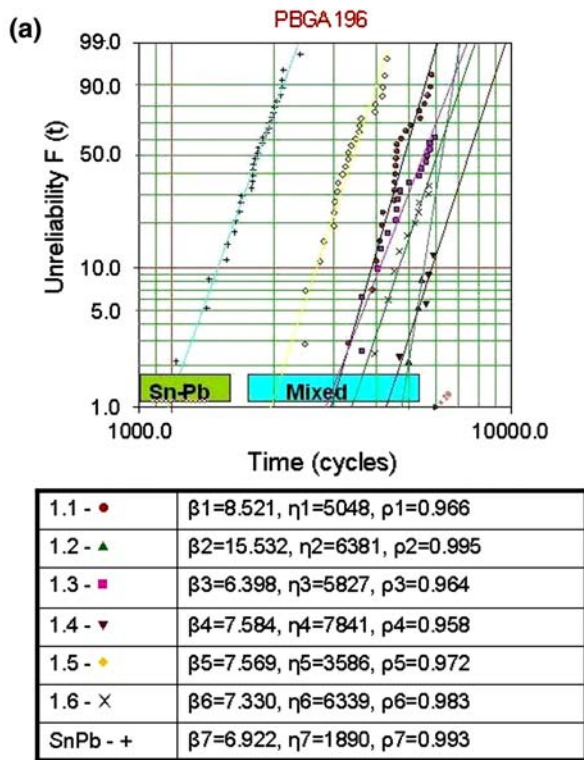 (a)
PBGA196
Unreliability F (t)
99.0
90.0
50.0
10.0
5.0
1.0
Sn-Pb
Mixed
1000.0
10000.0
Time (cycles)
1.1 - ● β1=8.521, η1=5048, ρ1=0.966
1.2 - ▲ β2=15.532, η2=6381, ρ2=0.995
1.3 - ■ β3=6.398, η3=5827, ρ3=0.964
1.4 - ▼ β4=7.584, η4=7841, ρ4=0.958
1.5 - ◆ β5=7.569, η5=3586, ρ5=0.972
1.6 - × β6=7.330, η6=6339, ρ6=0.983
SnPb - + β7=6.922, η7=1890, ρ7=0.993